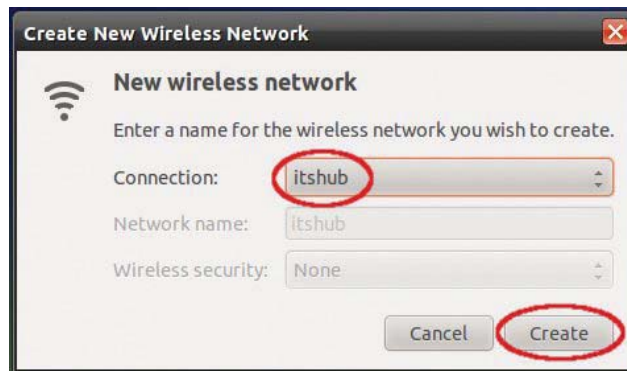 Create New Wireless Network
New wireless network
Enter a name for the wireless network you wish to create.
Connection: itshub
Network name: itshub
Wireless security: None
Cancel Create